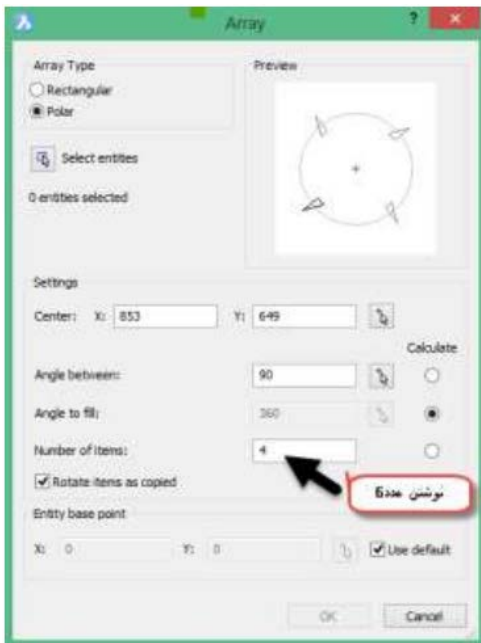 Array
?
Array Type
Rectangular
Polar
Preview
Select entities
0 entities selected
Settings
Center: X: 853 Y: 649
Calculate
Angle between: 90
Angle to fill: 360
Number of items: 4
Rotate items as copied
نوشتن عدد6
Entity base point
X: 0 Y: 0 Use default
OK Cancel